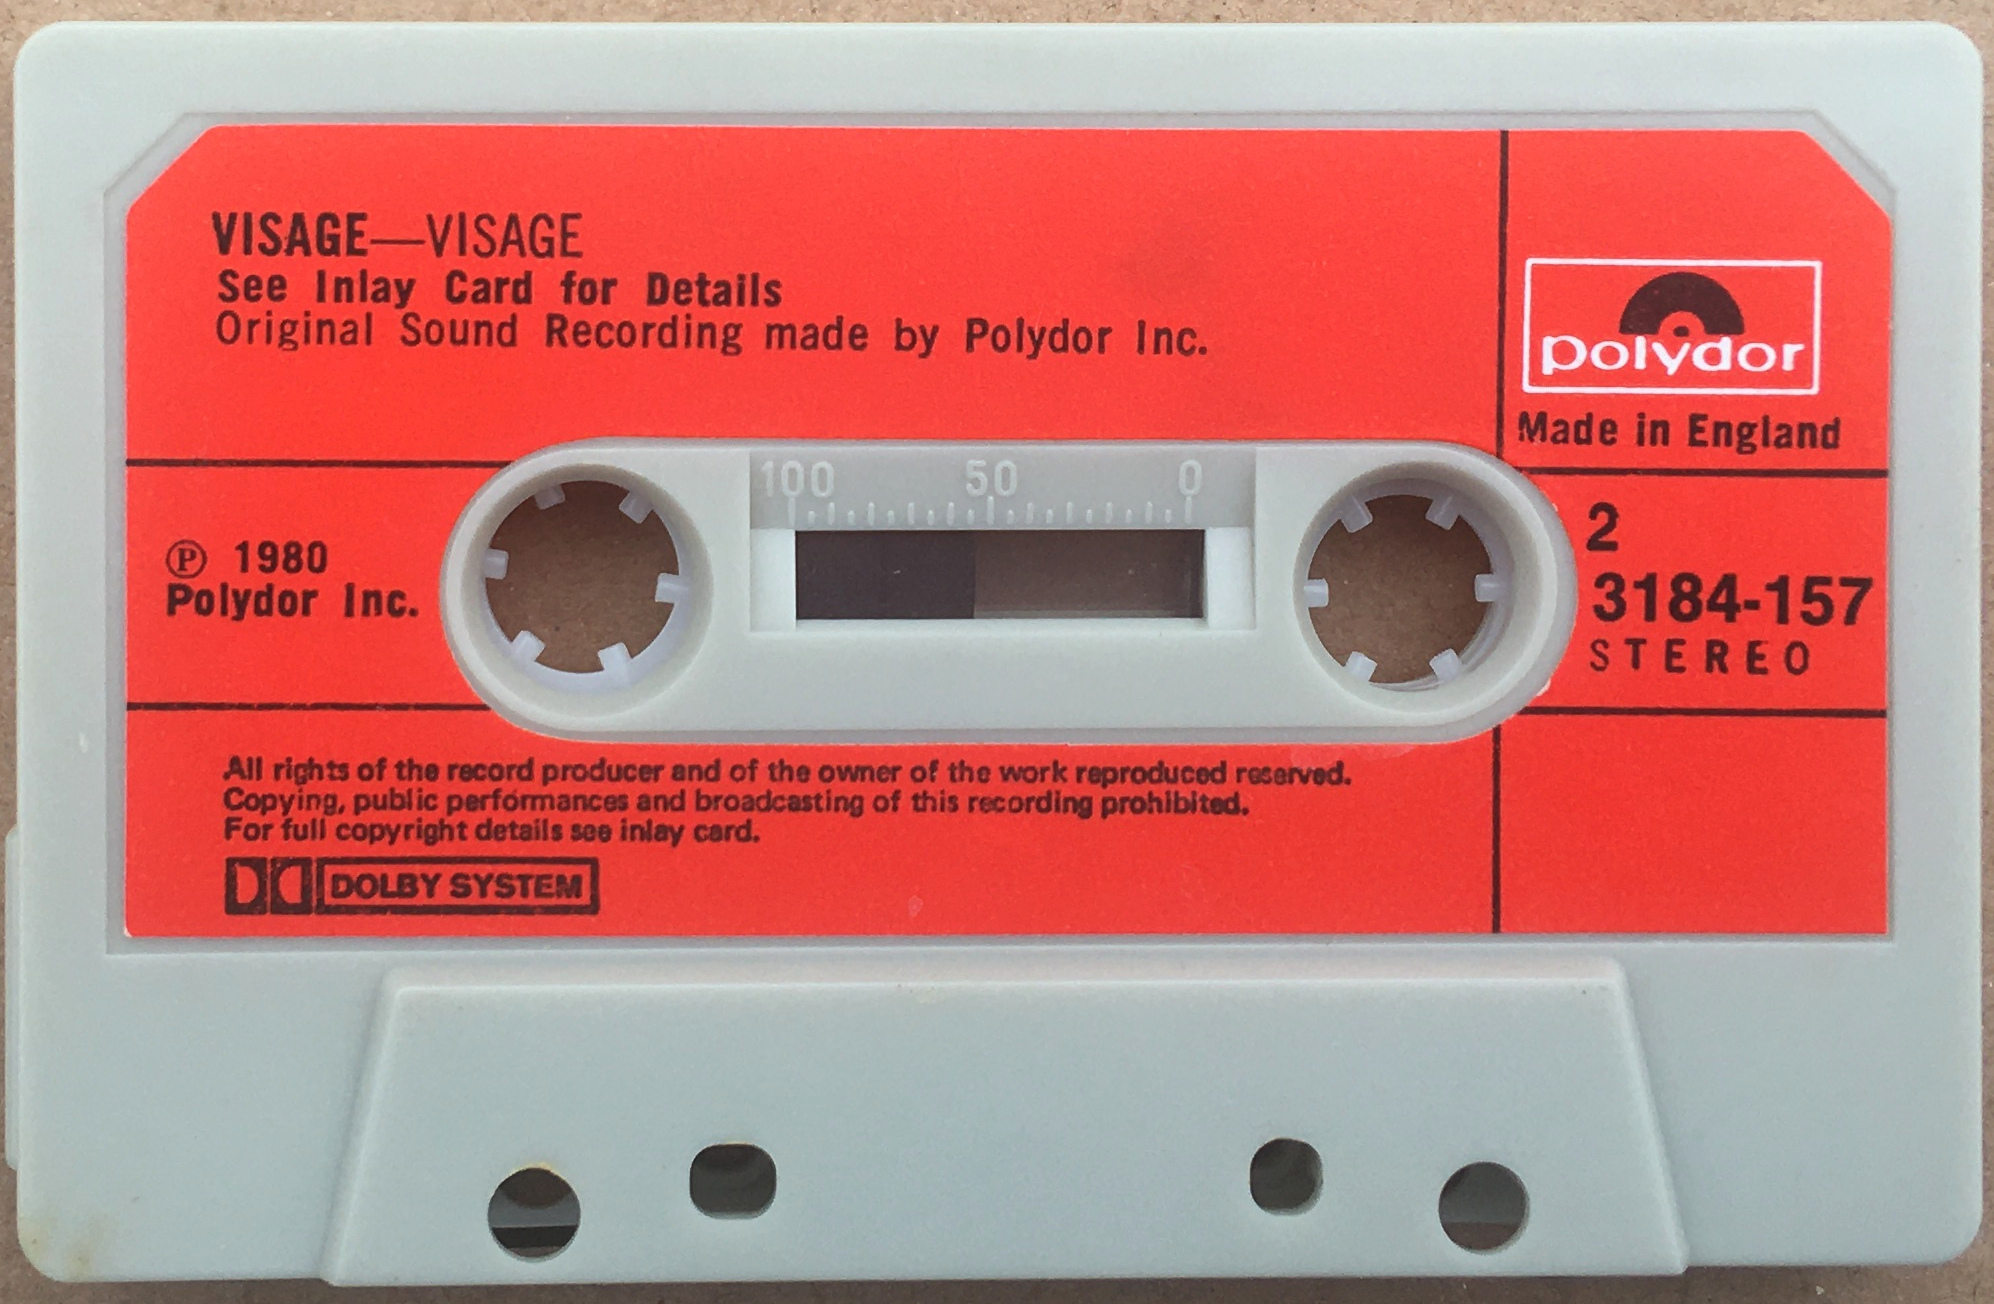 VISAGE—VISAGE
See Inlay Card for Details
Original Sound Recording made by Polydor Inc.
polydor
Made in England
100 50 0
℗ 1980
Polydor Inc.
2
3184-157
STEREO
All rights of the record producer and of the owner of the work reproduced reserved.
Copying, public performances and broadcasting of this recording prohibited.
For full copyright details see inlay card.
DOLBY SYSTEM